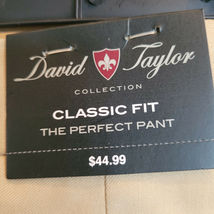 David Taylor
COLLECTION
CLASSIC FIT
THE PERFECT PANT
$44.99